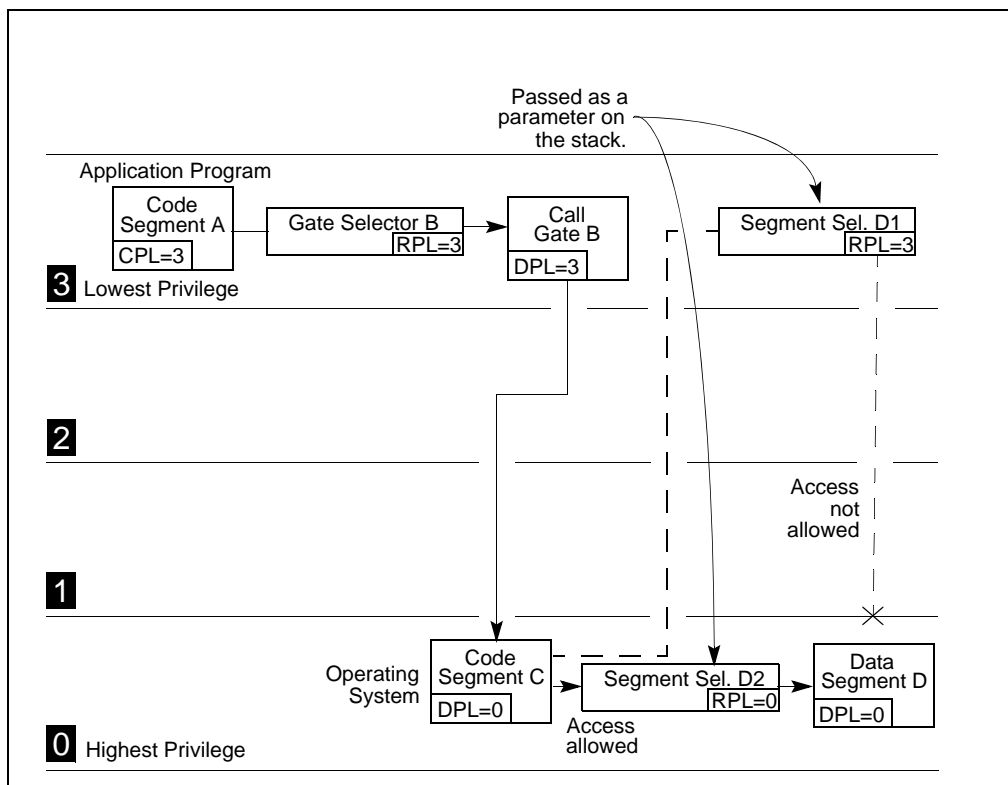 Passed as a
parameter on
the stack.
Application Program
Code
Segment A
CPL=3
Gate Selector B
RPL=3
Call
Gate B
DPL=3
Segment Sel. D1
RPL=3
3
Lowest Privilege
2
Access
not
allowed
1
Operating
System
Code
Segment C
DPL=0
Segment Sel. D2
RPL=0
Access
allowed
Data
Segment D
DPL=0
0
Highest Privilege